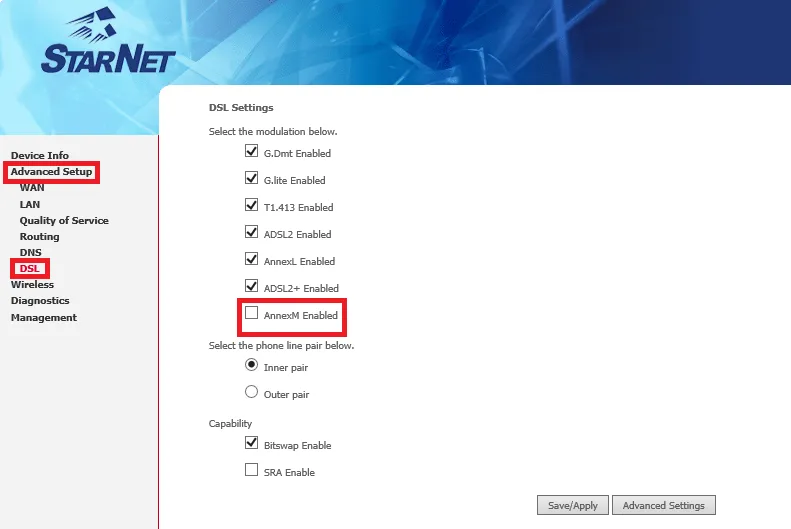 STARNET
Device Info
Advanced Setup
WAN
LAN
Quality of Service
Routing
DNS
DSL
Wireless
Diagnostics
Management
DSL Settings
Select the modulation below.
G.Dmt Enabled
G.lite Enabled
T1.413 Enabled
ADSL2 Enabled
AnnexL Enabled
ADSL2+ Enabled
AnnexM Enabled
Select the phone line pair below.
Inner pair
Outer pair
Capability
Bitswap Enable
SRA Enable
Save/Apply Advanced Settings